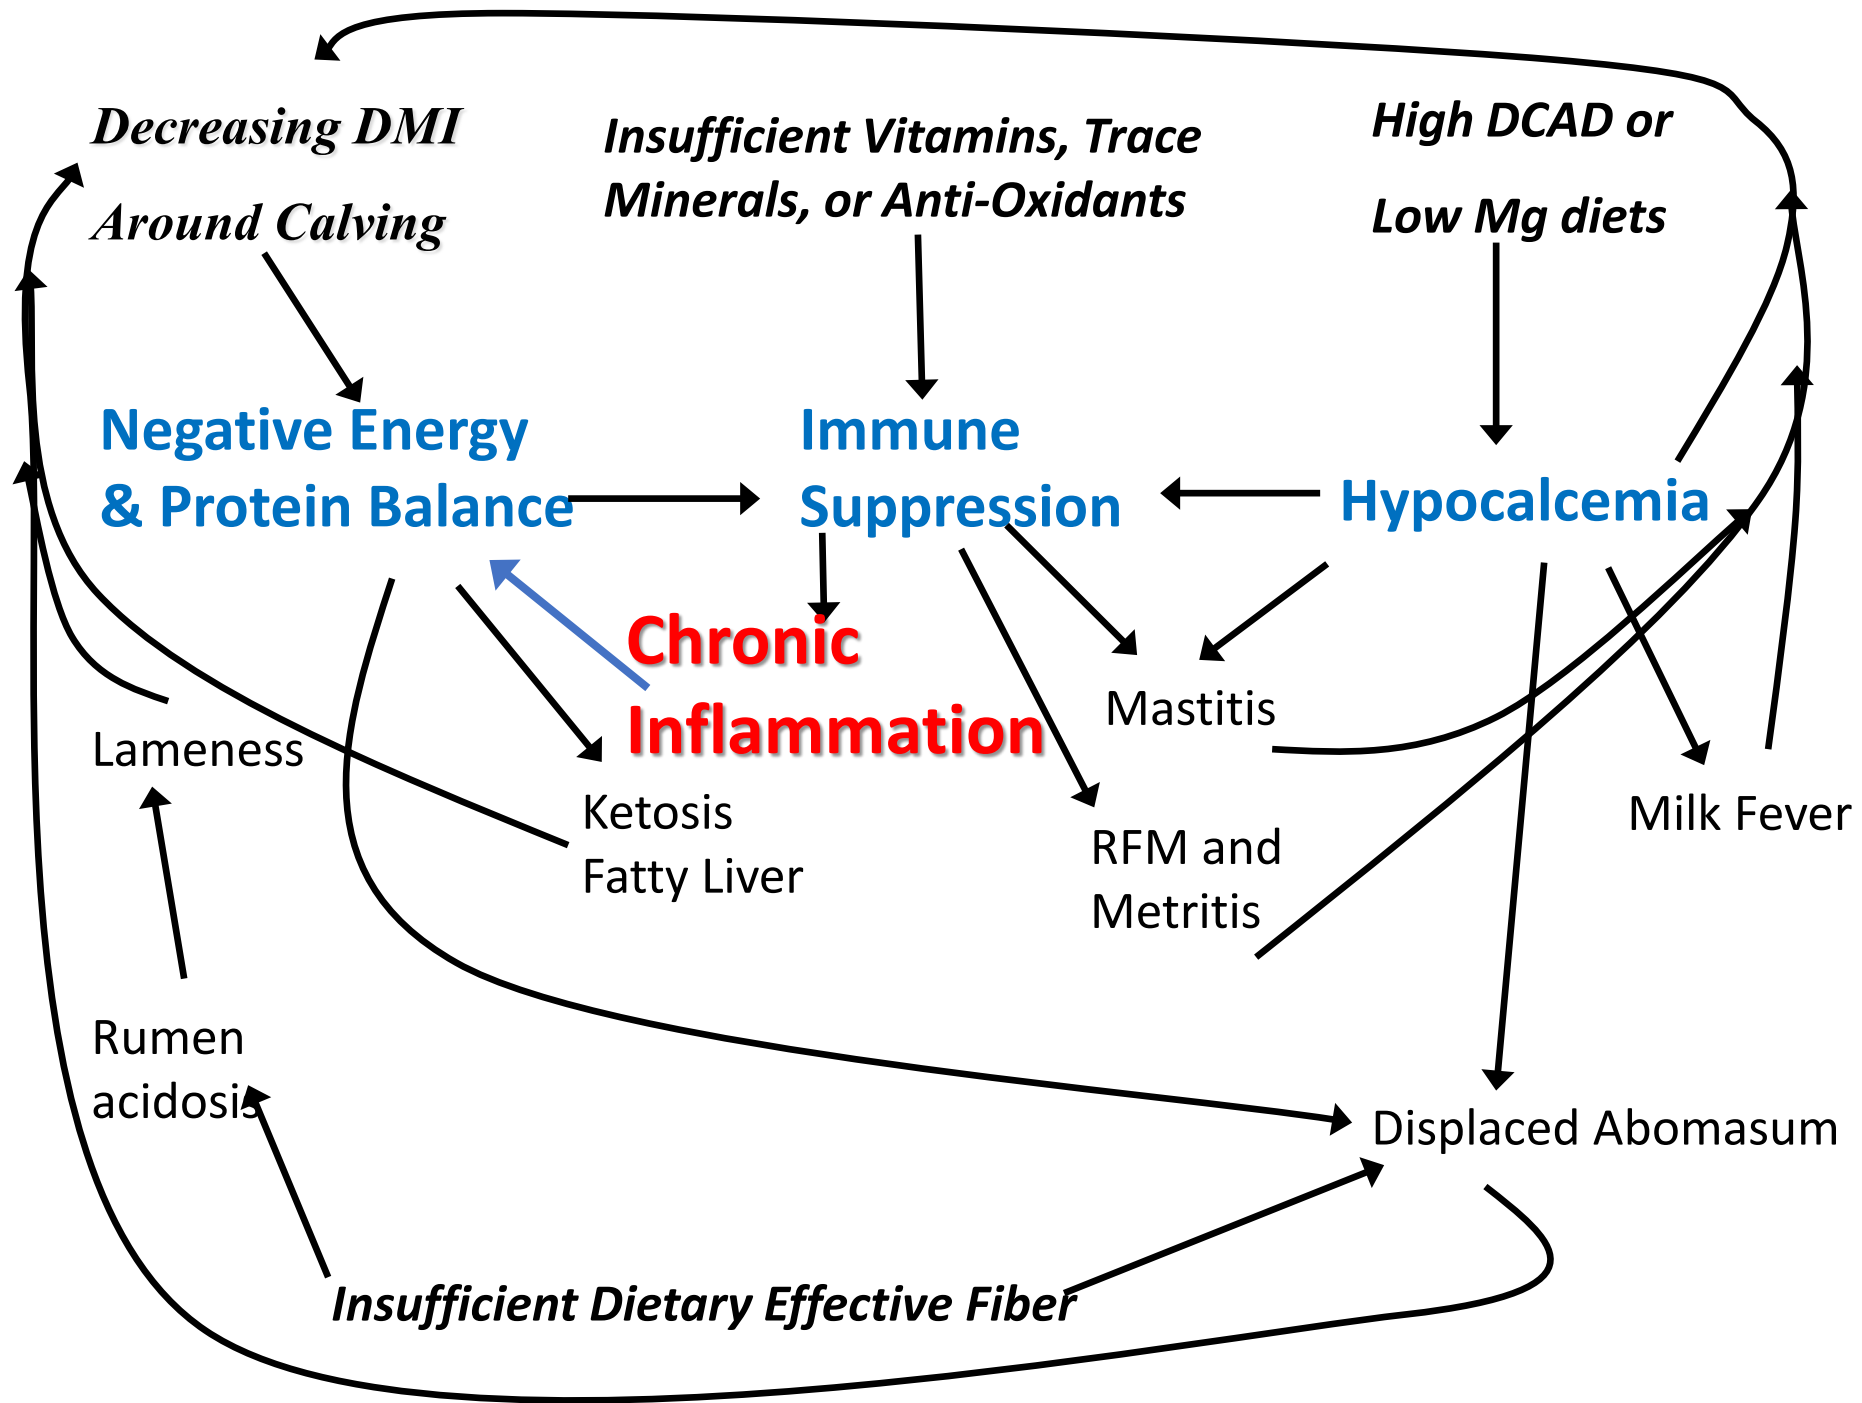 Decreasing DMI
Around Calving
Insufficient Vitamins, Trace
Minerals, or Anti-Oxidants
High DCAD or
Low Mg diets
Negative Energy
& Protein Balance
Immune
Suppression
Hypocalcemia
Chronic
Inflammation
Mastitis
Lameness
Ketosis
Fatty Liver
RFM and
Metritis
Milk Fever
Rumen
acidosis
Displaced Abomasum
Insufficient Dietary Effective Fiber